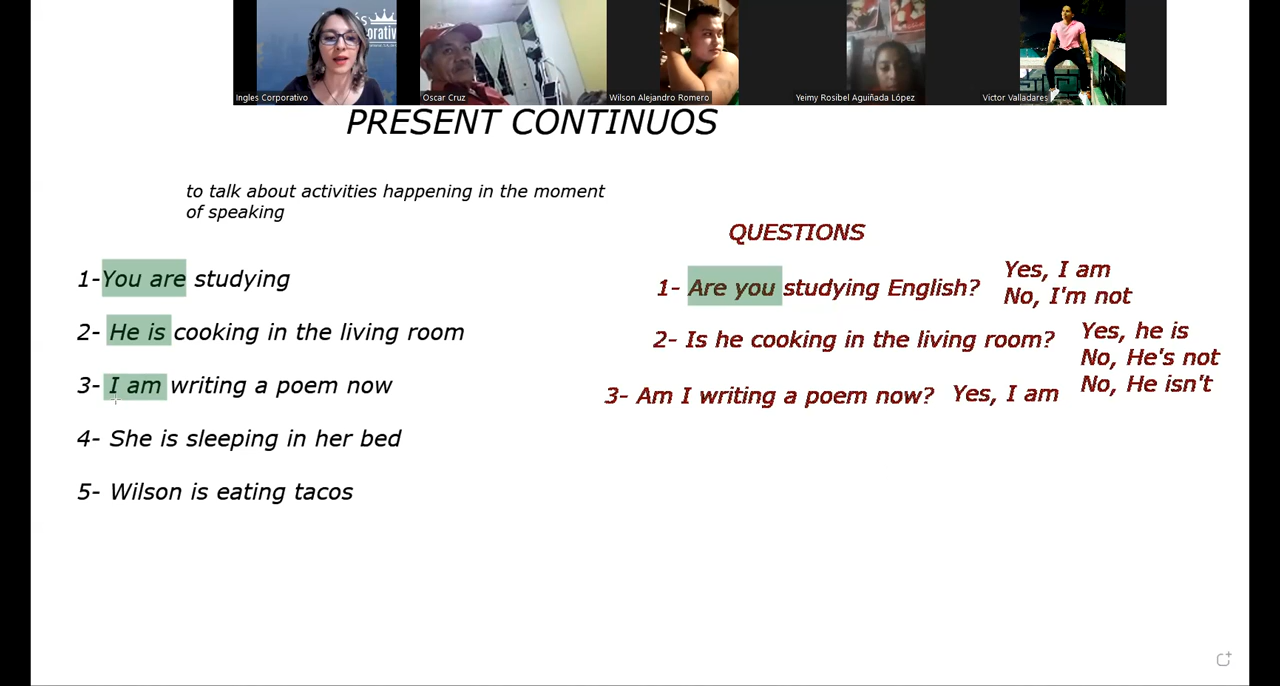 Ingles Corporativo
Oscar Cruz
Wilson Alejandro Romero
Yeimy Rosibel Aguiñada López
Victor Valladares
PRESENT CONTINUOS
to talk about activities happening in the moment
of speaking
1-You are studying
2- He is cooking in the living room
3- I am writing a poem now
4- She is sleeping in her bed
5- Wilson is eating tacos
QUESTIONS
1- Are you studying English?
Yes, I am
No, I'm not
2- Is he cooking in the living room?
Yes, he is
No, He's not
No, He isn't
3- Am I writing a poem now?
Yes, I am